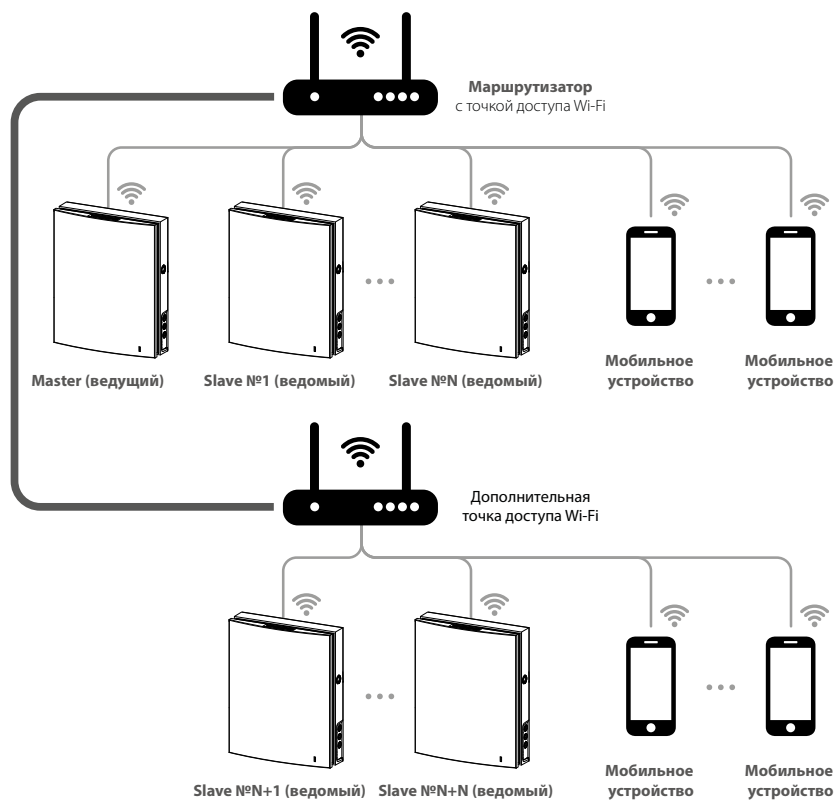 Маршрутизатор
с точкой доступа Wi-Fi
Master (ведущий)
Slave №1 (ведомый)
Slave №N (ведомый)
Мобильное
устройство
Мобильное
устройство
Дополнительная
точка доступа Wi-Fi
Slave №N+1 (ведомый)
Slave №N+N (ведомый)
Мобильное
устройство
Мобильное
устройство